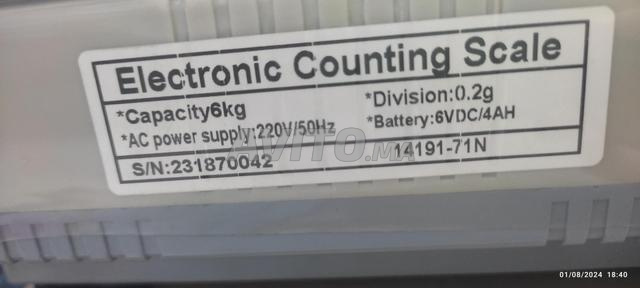 Electronic Counting Scale
*Capacity6kg *Division:0.2g
*AC power supply:220V/50Hz *Battery:6VDC/4AH
S/N:231870042 14191-71N
AVITO.MA
01/08/2024 18:40